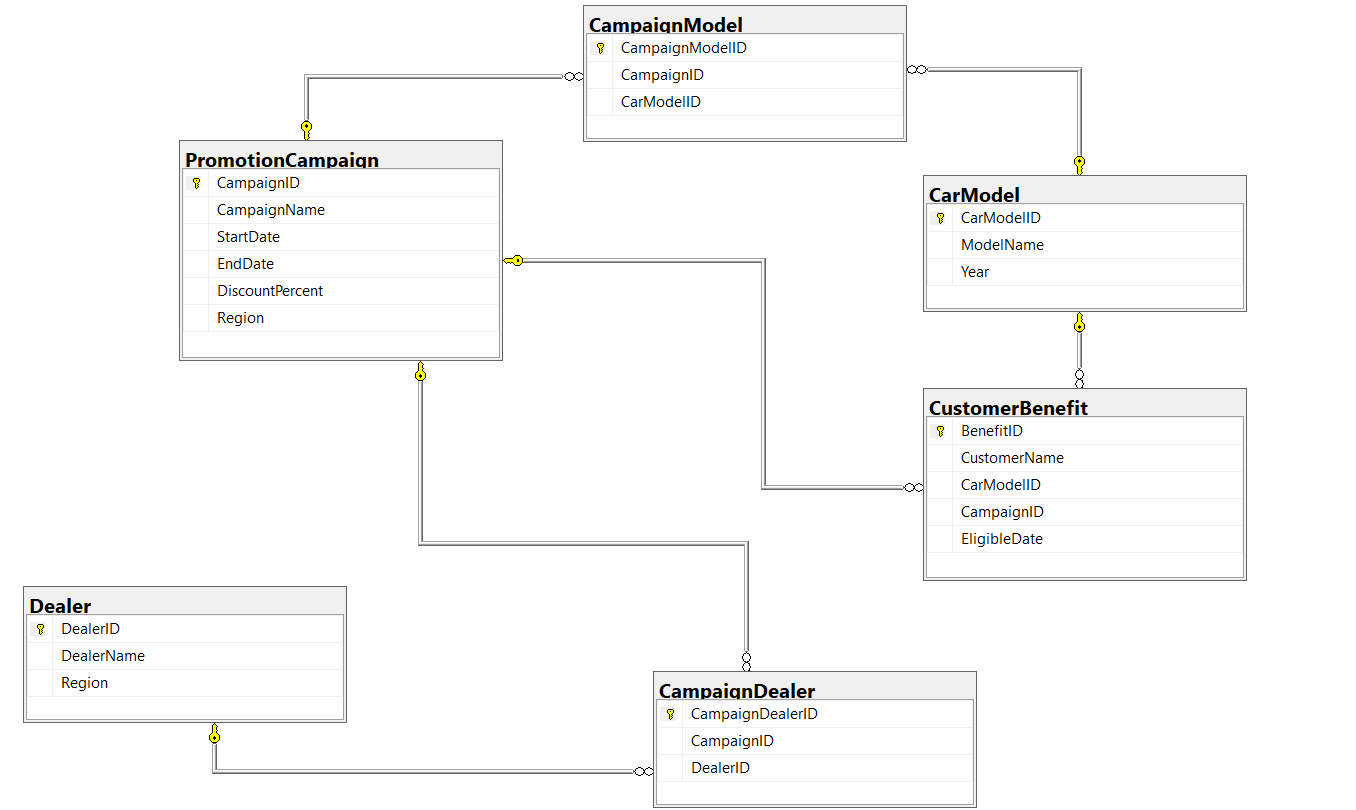 CampaignModel
CampaignModelID
CampaignID
CarModelID
PromotionCampaign
CampaignID
CampaignName
StartDate
EndDate
DiscountPercent
Region
CarModel
CarModelID
ModelName
Year
CustomerBenefit
BenefitID
CustomerName
CarModelID
CampaignID
EligibleDate
Dealer
DealerID
DealerName
Region
CampaignDealer
CampaignDealerID
CampaignID
DealerID